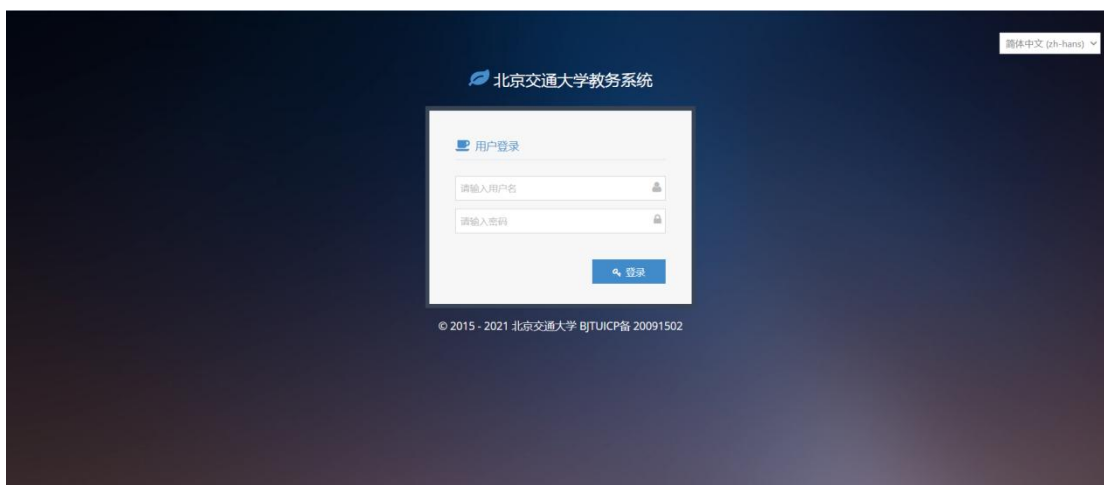 简体中文 (zh-hans)
北京交通大学教务系统
用户登录
请输入用户名
请输入密码
登录
© 2015 - 2021 北京交通大学 BJTUICP备 20091502